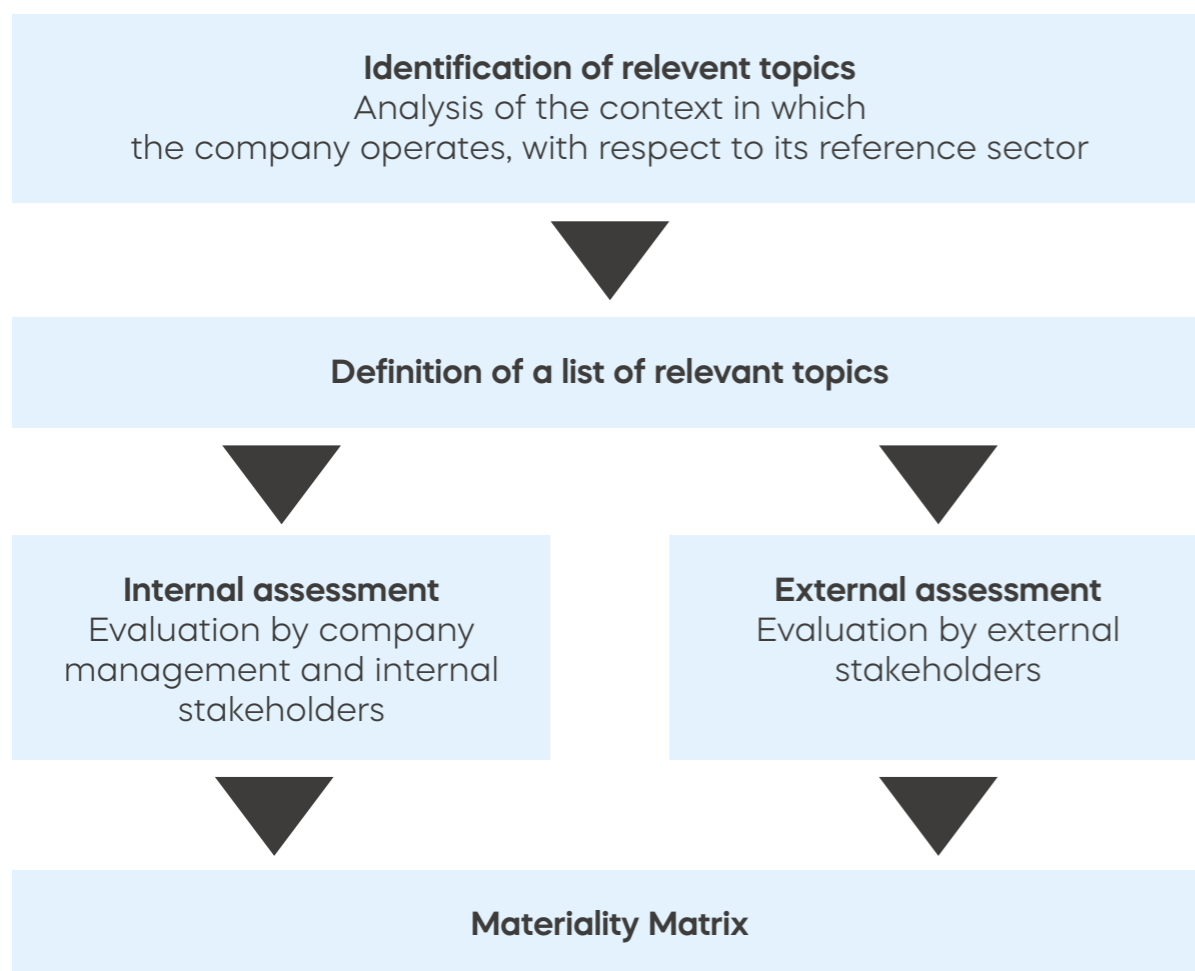 Identification of relevent topics
Analysis of the context in which
the company operates, with respect to its reference sector
Definition of a list of relevant topics
Internal assessment
Evaluation by company
management and internal
stakeholders
External assessment
Evaluation by external
stakeholders
Materiality Matrix